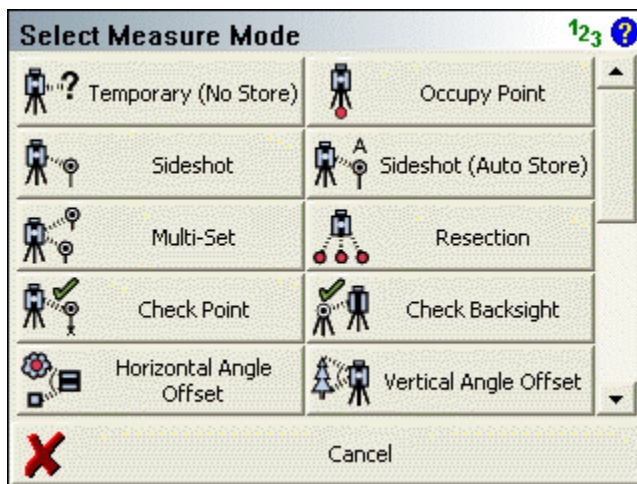 Select Measure Mode
123 ?
? Temporary (No Store)
Occupy Point
Sideshot
A
Sideshot (Auto Store)
Multi-Set
Resection
Check Point
Check Backsight
Horizontal Angle
Offset
Vertical Angle Offset
Cancel